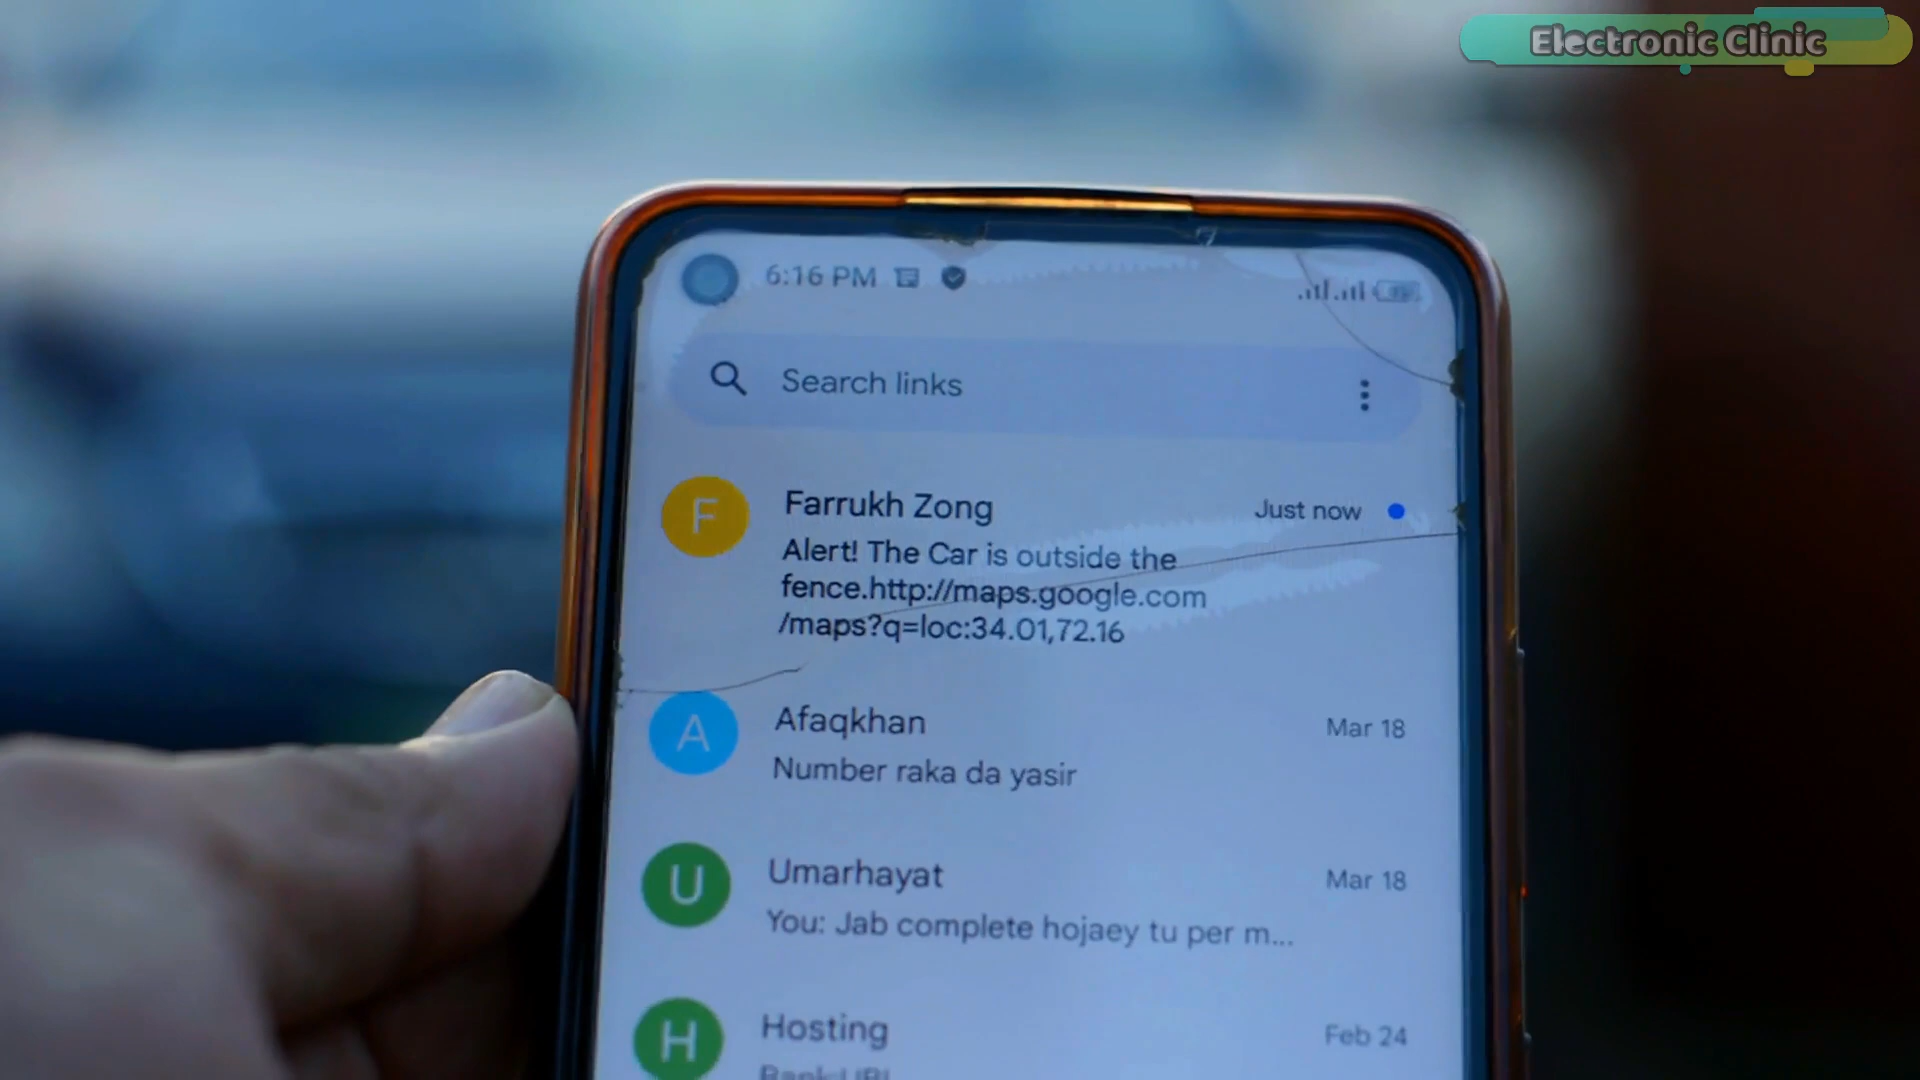 Electronic Clinic
6:16 PM
Search links
F
Farrukh Zong
Just now
Alert! The Car is outside the
fence.http://maps.google.com
/maps?q=loc:34.01,72.16
A
Afaqkhan
Mar 18
Number raka da yasir
U
Umarhayat
Mar 18
You: Jab complete hojaey tu per m...
H
Hosting
Feb 24